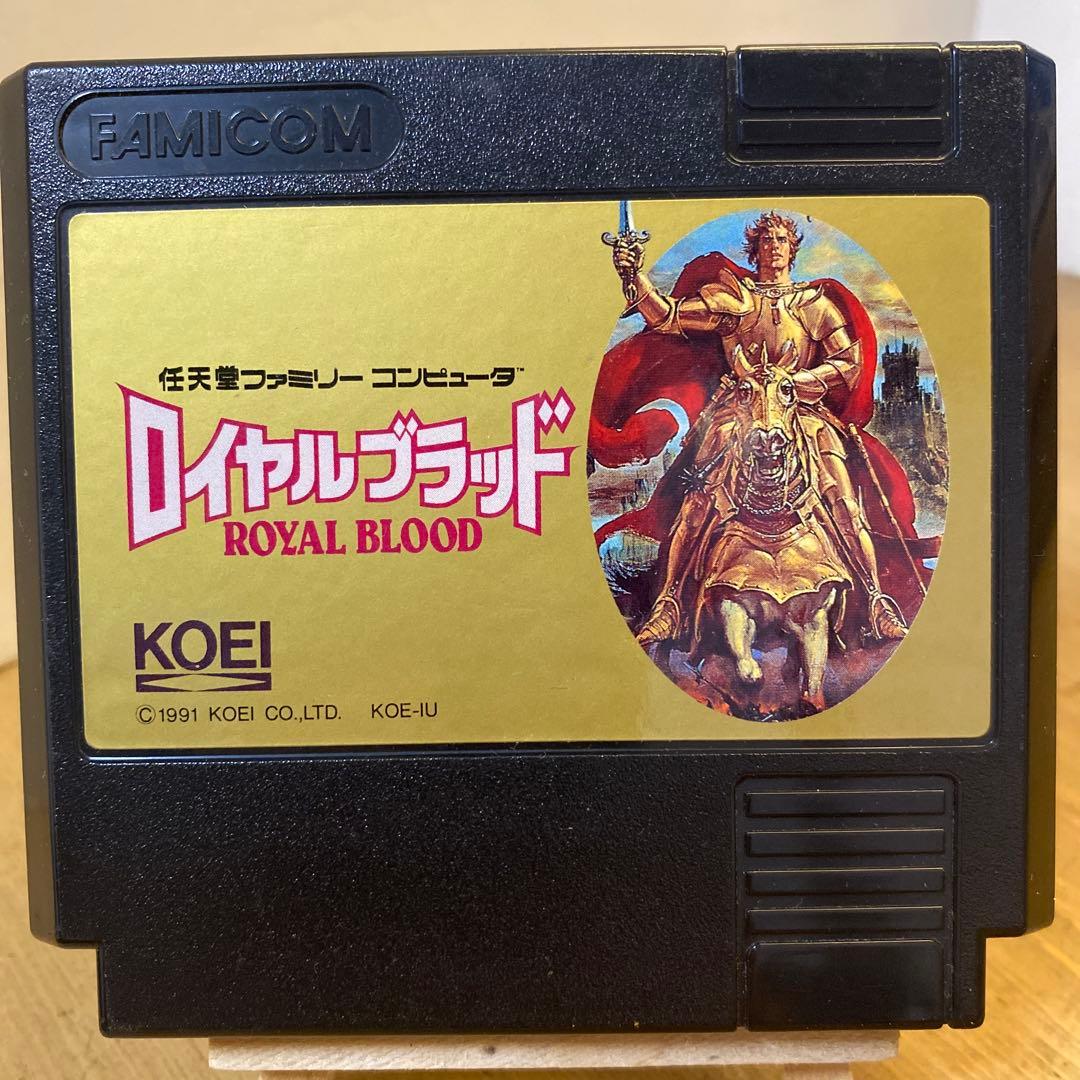 FAMICOM
任天堂ファミリー コンピュータ™
ロイヤルブラッド
ROYAL BLOOD
KOEI
©1991 KOEI CO.,LTD. KOE-IU